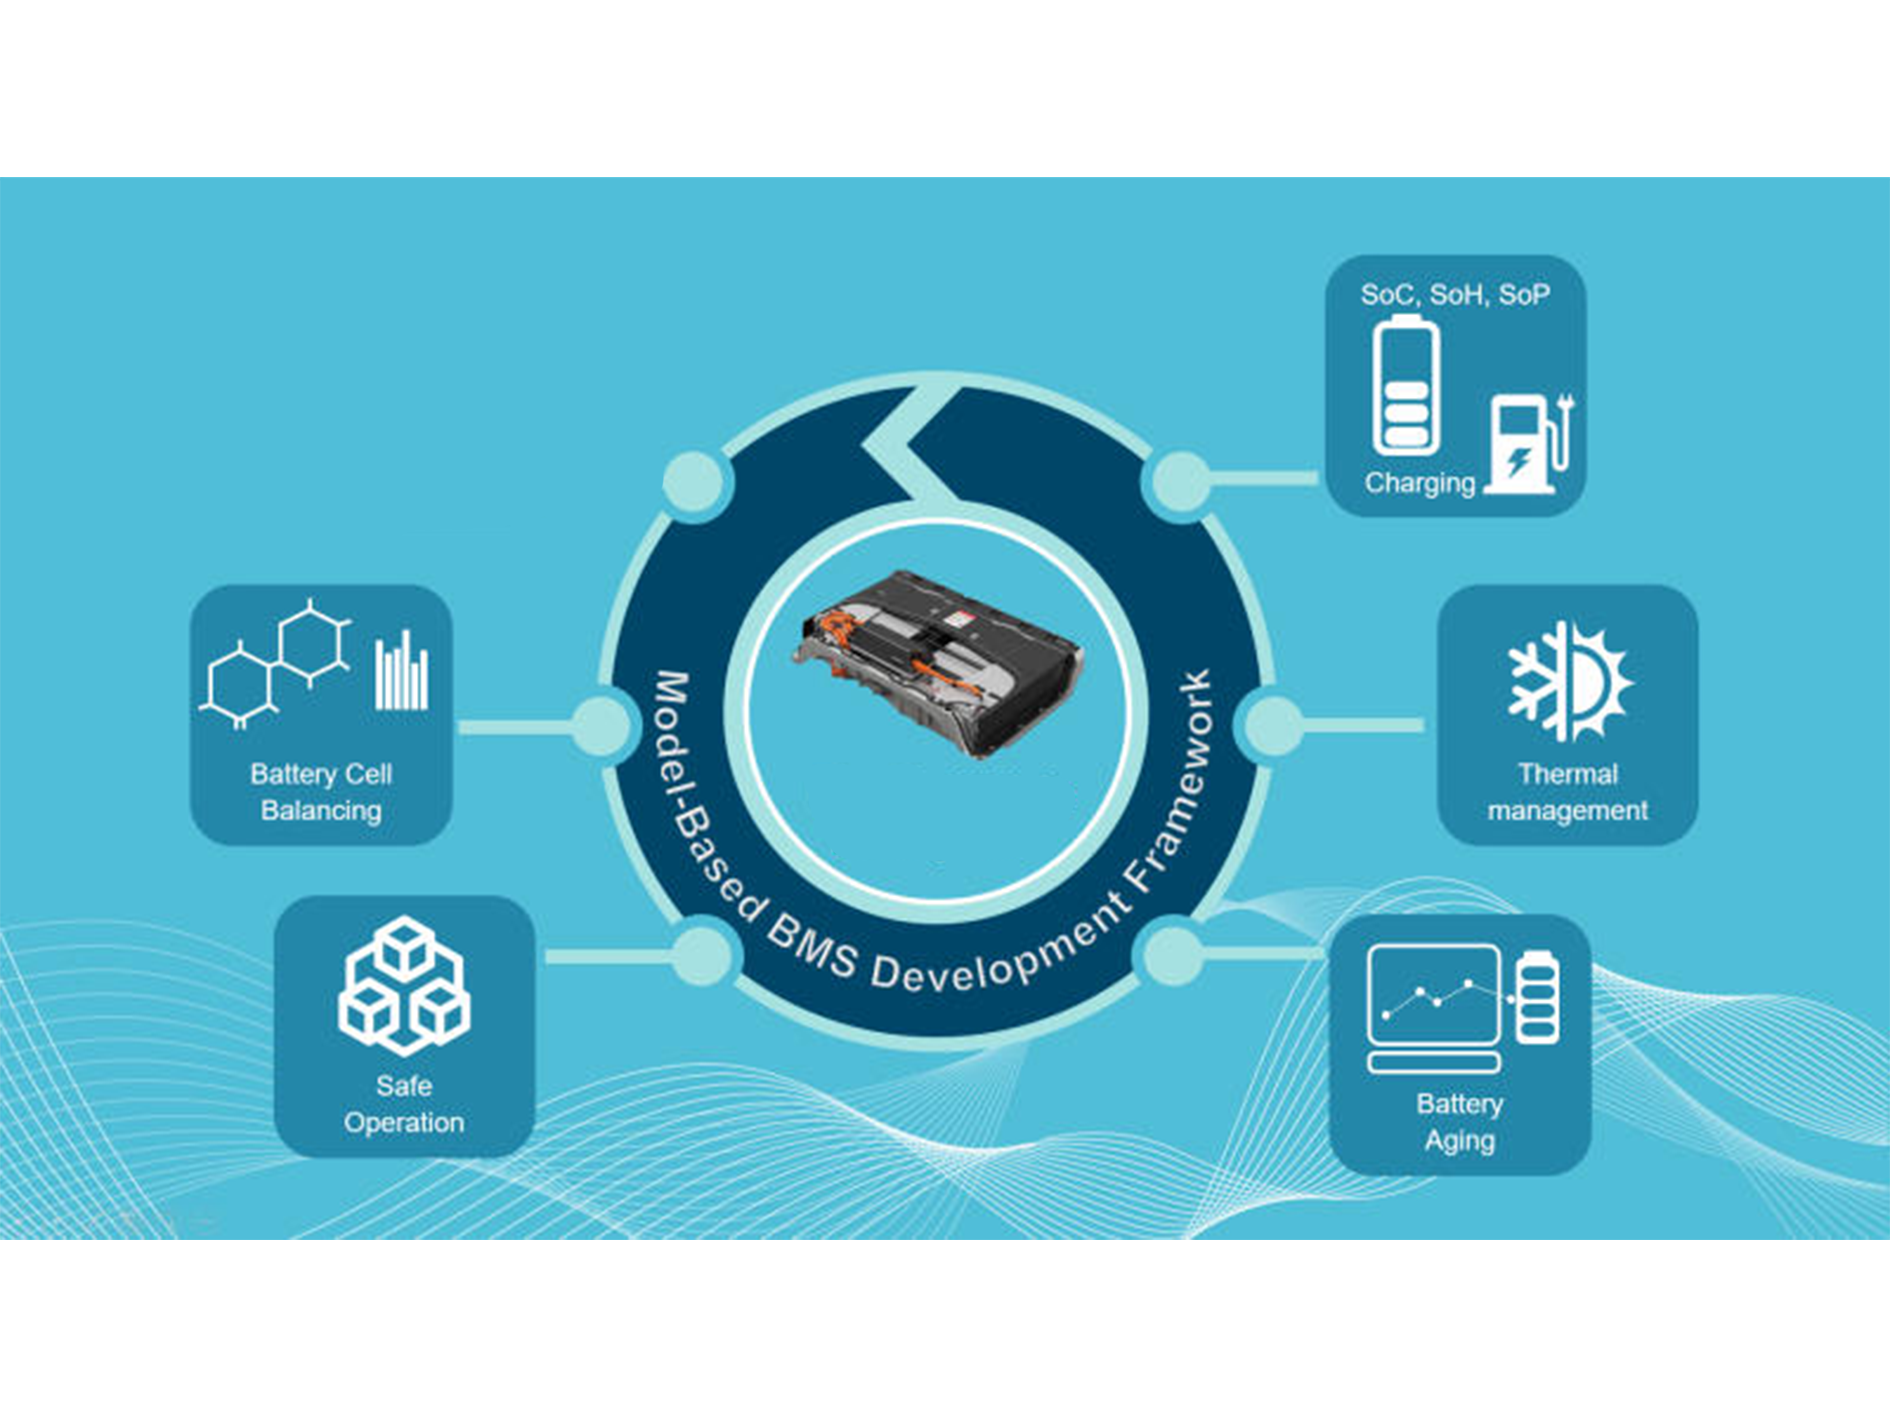 SoC, SoH, SoP
Charging
Battery Cell
Balancing
Thermal
management
Model-Based BMS Development Framework
Safe
Operation
Battery
Aging